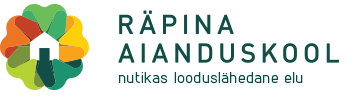 RÄPINA
AIANDUSKOOL
nutikas looduslähedane elu